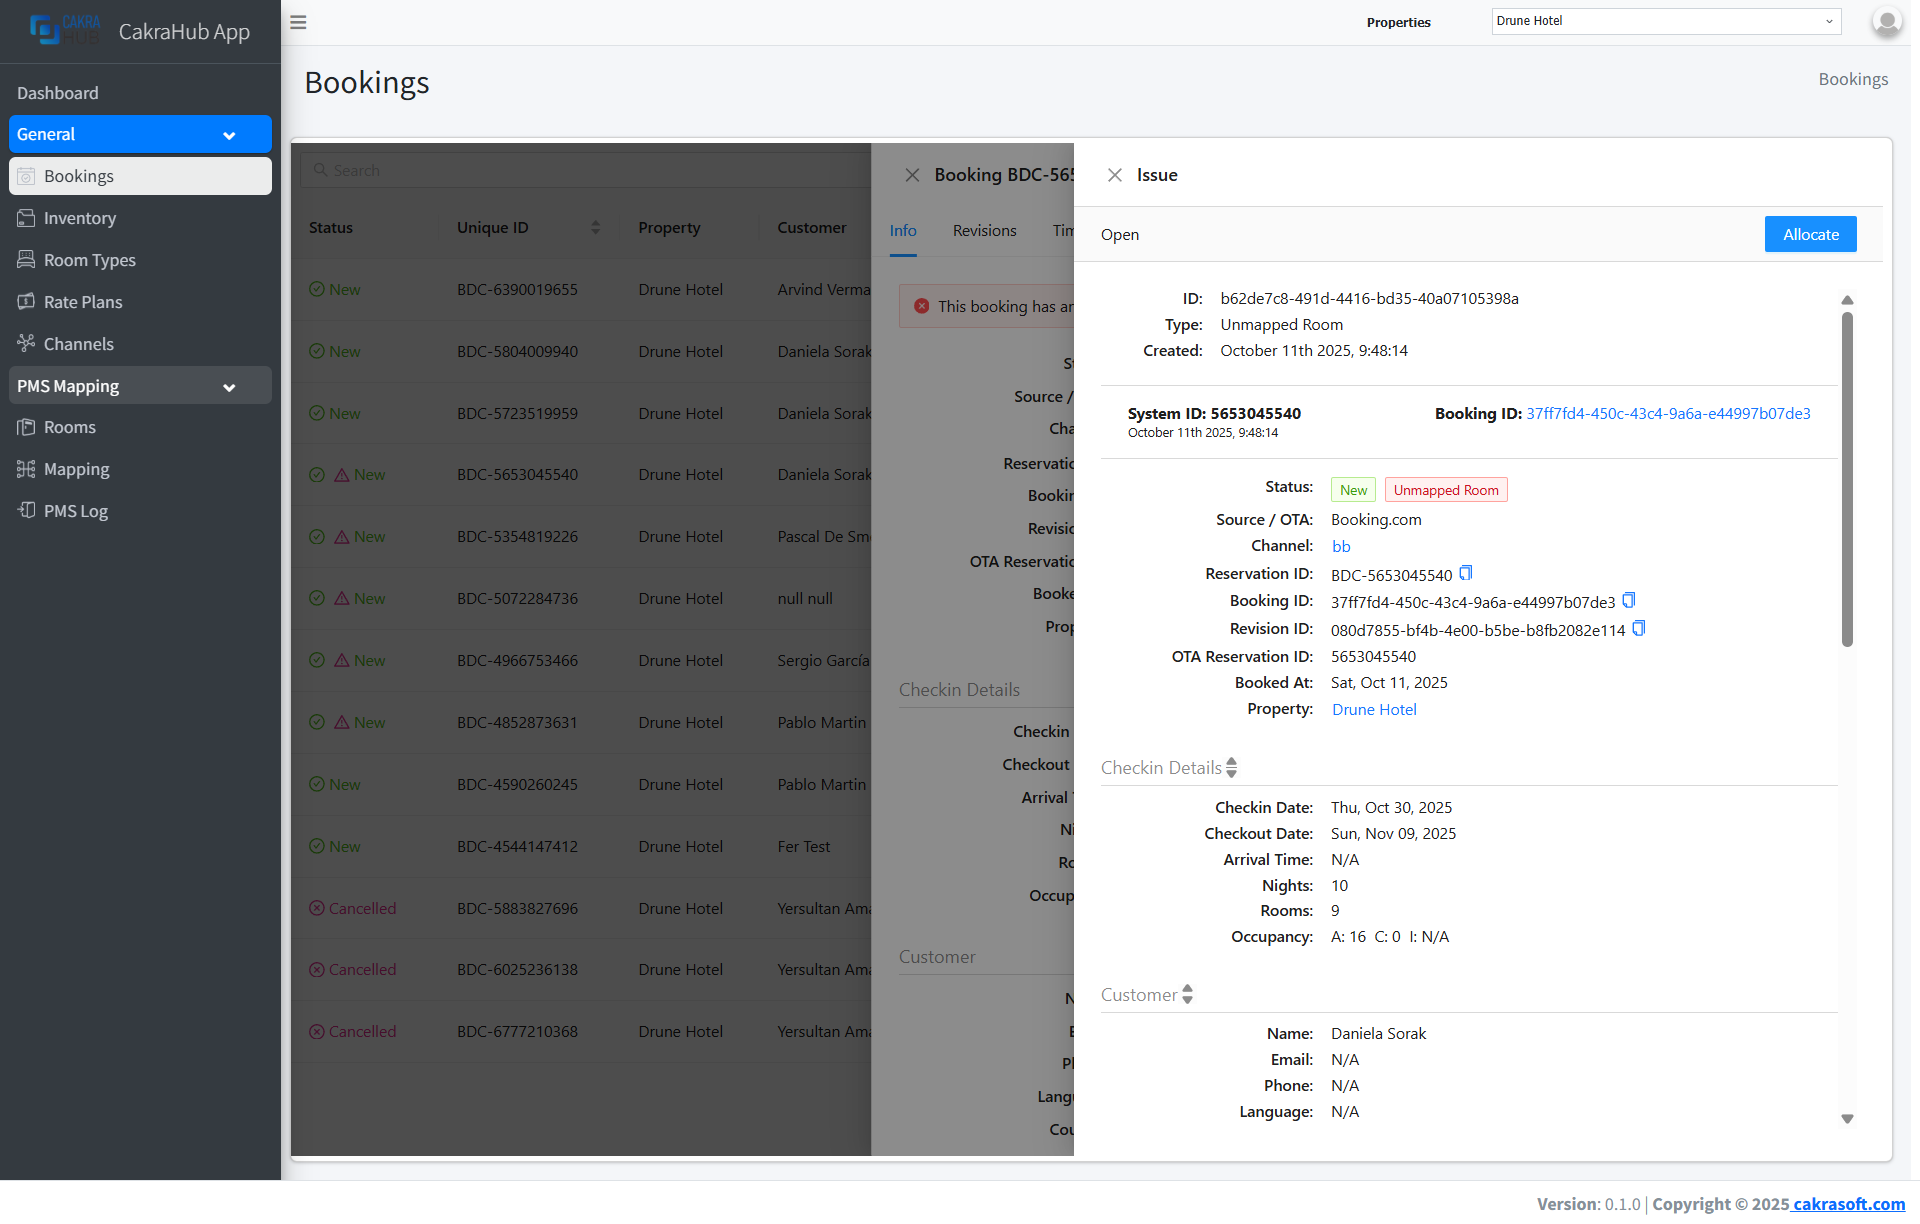 CAKRA
HUB
CakraHub App
Properties
Drune Hotel
Dashboard
General
Bookings
Inventory
Room Types
Rate Plans
Channels
PMS Mapping
Rooms
Mapping
PMS Log
Bookings
Bookings
Search
Status Unique ID Property Customer
New BDC-6390019655 Drune Hotel Arvind Verma
New BDC-5804009940 Drune Hotel Daniela Sorak
New BDC-5723519959 Drune Hotel Daniela Sorak
New BDC-5653045540 Drune Hotel Daniela Sorak
New BDC-5354819226 Drune Hotel Pascal De Sm
New BDC-5072284736 Drune Hotel null null
New BDC-4966753466 Drune Hotel Sergio García
New BDC-4852873631 Drune Hotel Pablo Martin
New BDC-4590260245 Drune Hotel Pablo Martin
New BDC-4544147412 Drune Hotel Fer Test
Cancelled BDC-5883827696 Drune Hotel Yersultan Ama
Cancelled BDC-6025236138 Drune Hotel Yersultan Ama
Cancelled BDC-6777210368 Drune Hotel Yersultan Ama
Booking BDC-565
Info Revisions Tim
This booking has an
Source /
Cha
Reservatio
Bookin
Revisio
OTA Reservatio
Booke
Prop
Checkin Details
Checkin
Checkout
Arrival
Ni
Ro
Occup
Customer
N
E
Pl
Lang
Cou
Issue
Open
Allocate
ID: b62de7c8-491d-4416-bd35-40a07105398a
Type: Unmapped Room
Created: October 11th 2025, 9:48:14
System ID: 5653045540
October 11th 2025, 9:48:14
Booking ID: 37ff7fd4-450c-43c4-9a6a-e44997b07de3
Status: New Unmapped Room
Source / OTA: Booking.com
Channel: bb
Reservation ID: BDC-5653045540
Booking ID: 37ff7fd4-450c-43c4-9a6a-e44997b07de3
Revision ID: 080d7855-bf4b-4e00-b5be-b8fb2082e114
OTA Reservation ID: 5653045540
Booked At: Sat, Oct 11, 2025
Property: Drune Hotel
Checkin Details
Checkin Date: Thu, Oct 30, 2025
Checkout Date: Sun, Nov 09, 2025
Arrival Time: N/A
Nights: 10
Rooms: 9
Occupancy: A: 16 C: 0 I: N/A
Customer
Name: Daniela Sorak
Email: N/A
Phone: N/A
Language: N/A
Version: 0.1.0 | Copyright © 2025 cakrasoft.com